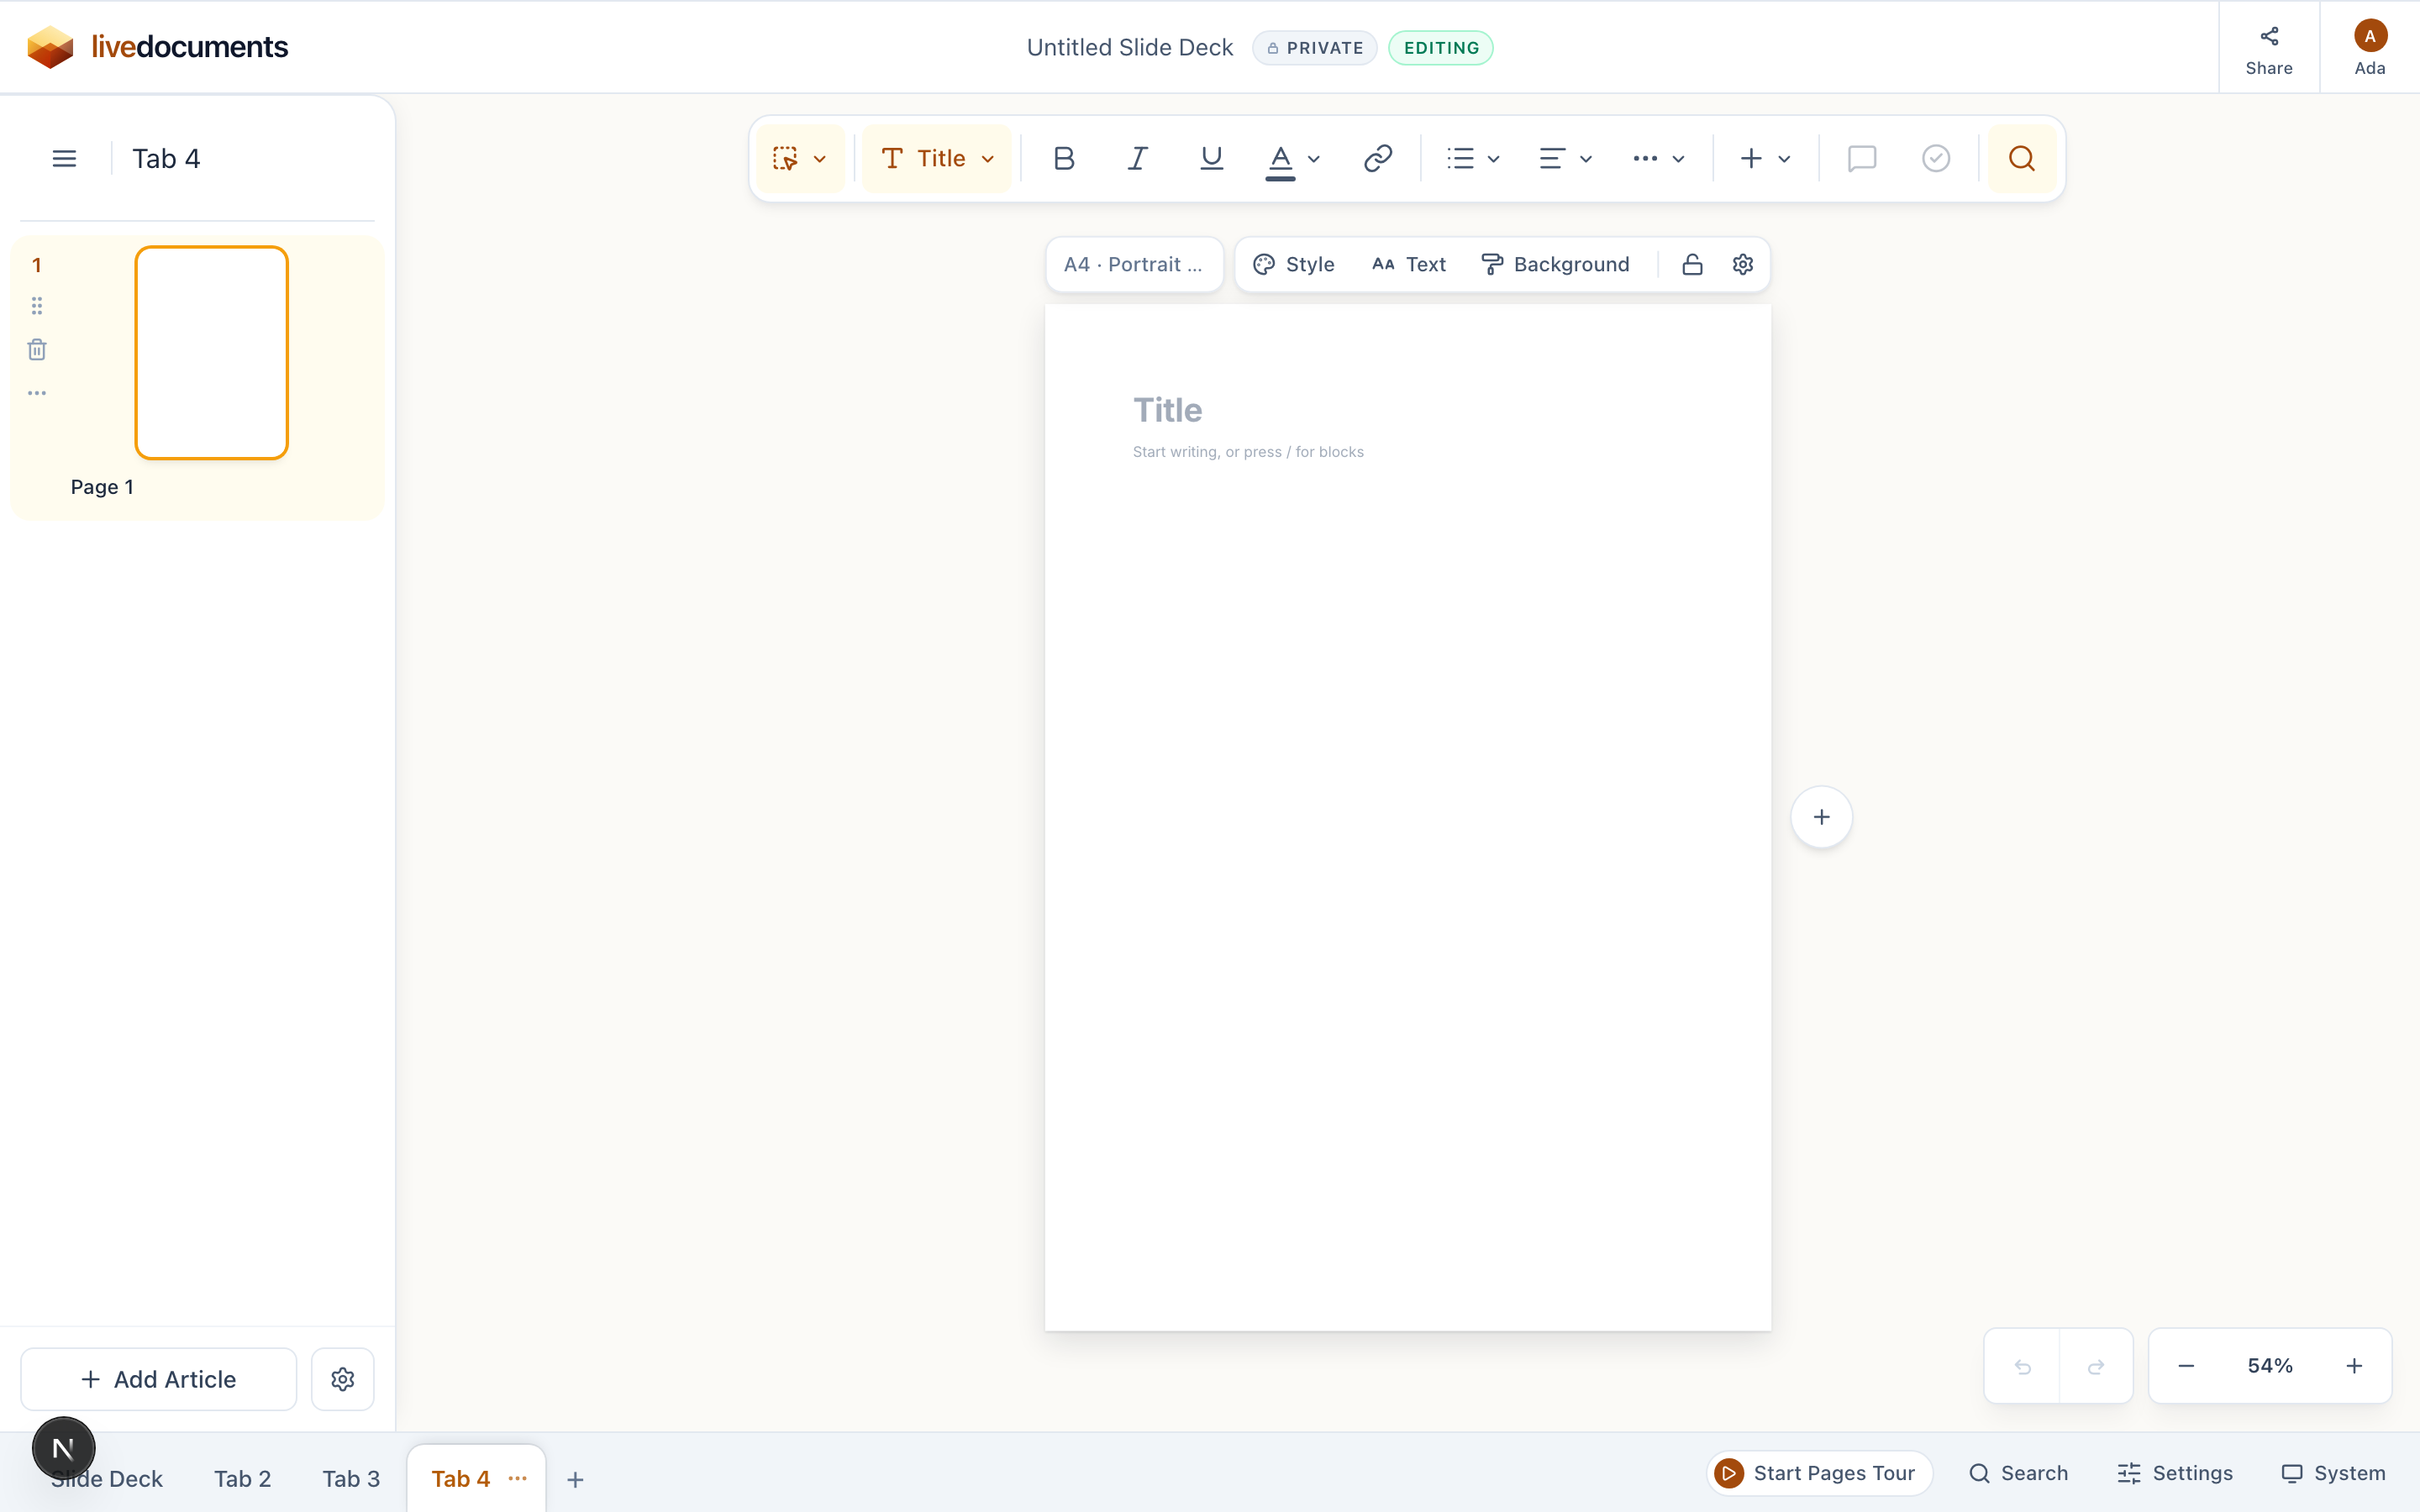 livedocuments
Untitled Slide Deck
PRIVATE
EDITING
Share
A
Ada
Tab 4
Title
B
I
U
A
1
Page 1
A4 · Portrait ...
Style
AA Text
Background
Title
Start writing, or press / for blocks
+ Add Article
54%
N
Slide Deck
Tab 2
Tab 3
Tab 4
Start Pages Tour
Search
Settings
System